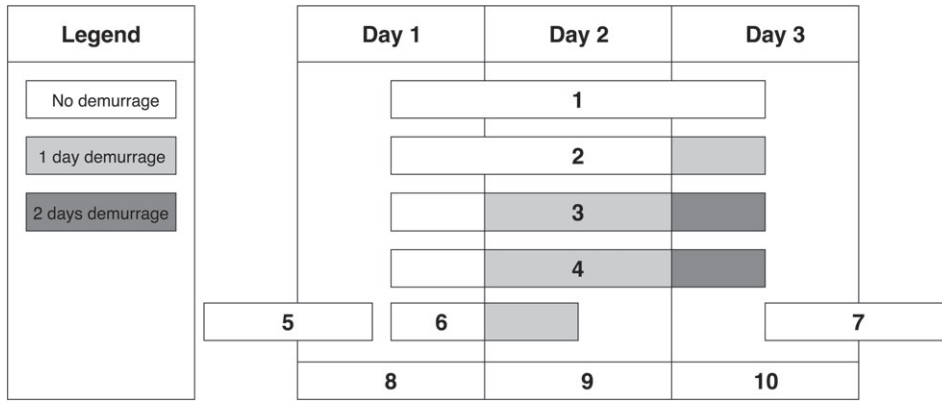 Legend
Day 1
Day 2
Day 3
No demurrage
1
1 day demurrage
2
2 days demurrage
3
4
5
6
7
8
9
10